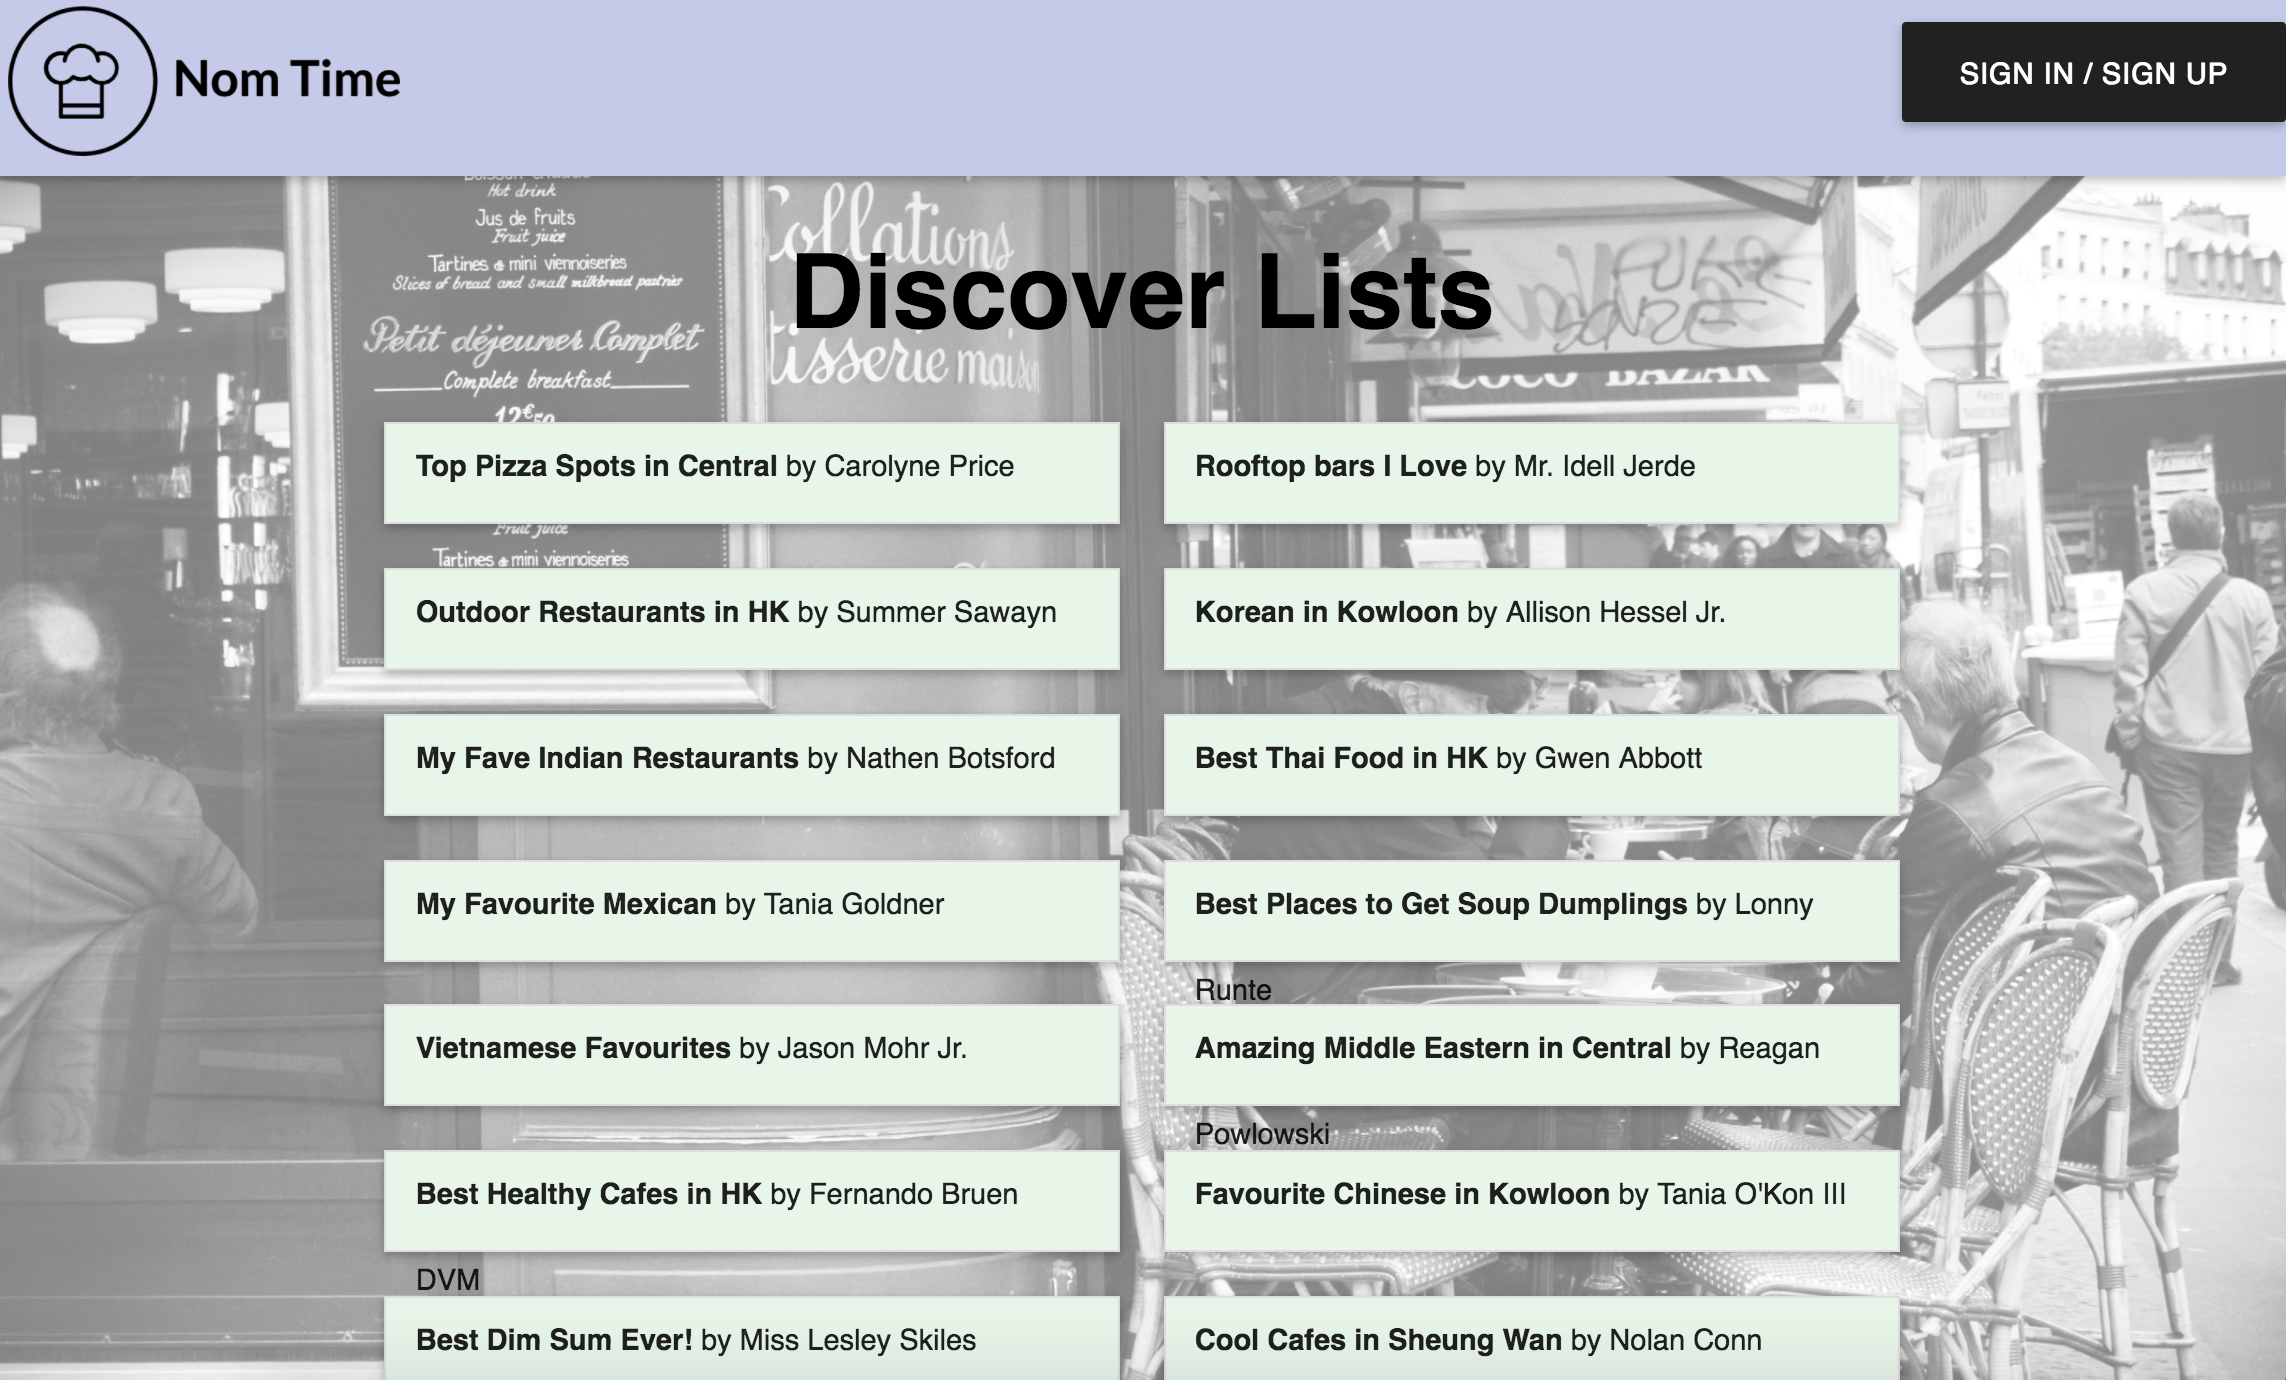 Nom Time
SIGN IN / SIGN UP
Hot drink
Jus de fruits
Fruit juice
Tartines & mini viennoiseries
Slices of bread and small milkbread pastries
Petit déjeuner Complet
Complete breakfast
12€50
Collations
tisserie maison
Discover Lists
COCO BAZAR
Top Pizza Spots in Central by Carolyne Price
Rooftop bars I Love by Mr. Idell Jerde
Fruit juice
Tartines & mini viennoiseries
Outdoor Restaurants in HK by Summer Sawayn
Korean in Kowloon by Allison Hessel Jr.
My Fave Indian Restaurants by Nathen Botsford
Best Thai Food in HK by Gwen Abbott
My Favourite Mexican by Tania Goldner
Best Places to Get Soup Dumplings by Lonny
Runte
Vietnamese Favourites by Jason Mohr Jr.
Amazing Middle Eastern in Central by Reagan
Powlowski
Best Healthy Cafes in HK by Fernando Bruen
DVM
Favourite Chinese in Kowloon by Tania O'Kon III
Best Dim Sum Ever! by Miss Lesley Skiles
Cool Cafes in Sheung Wan by Nolan Conn